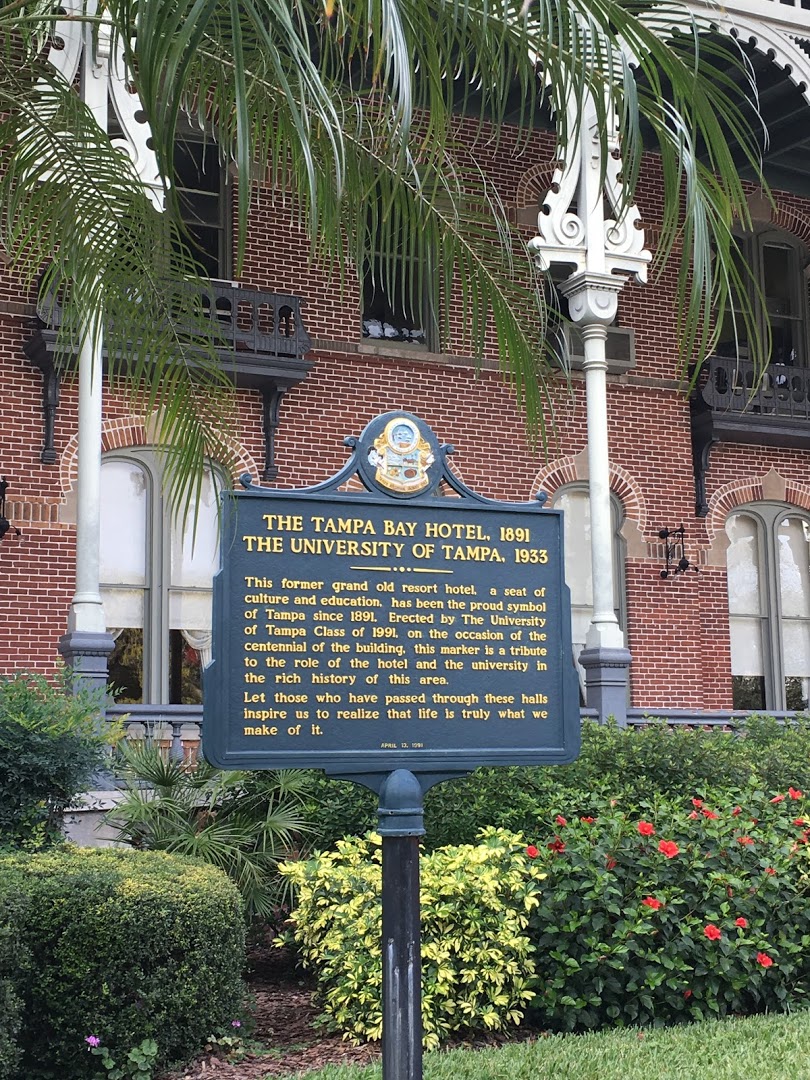 THE TAMPA BAY HOTEL, 1891
THE UNIVERSITY OF TAMPA, 1933
This former grand old resort hotel, a seat of
culture and education, has been the proud symbol
of Tampa since 1891. Erected by The University
of Tampa Class of 1991, on the occasion of the
centennial of the building, this marker is a tribute
to the role of the hotel and the university in
the rich history of this area.
Let those who have passed through these halls
inspire us to realize that life is truly what we
make of it.
APRIL 13, 1991